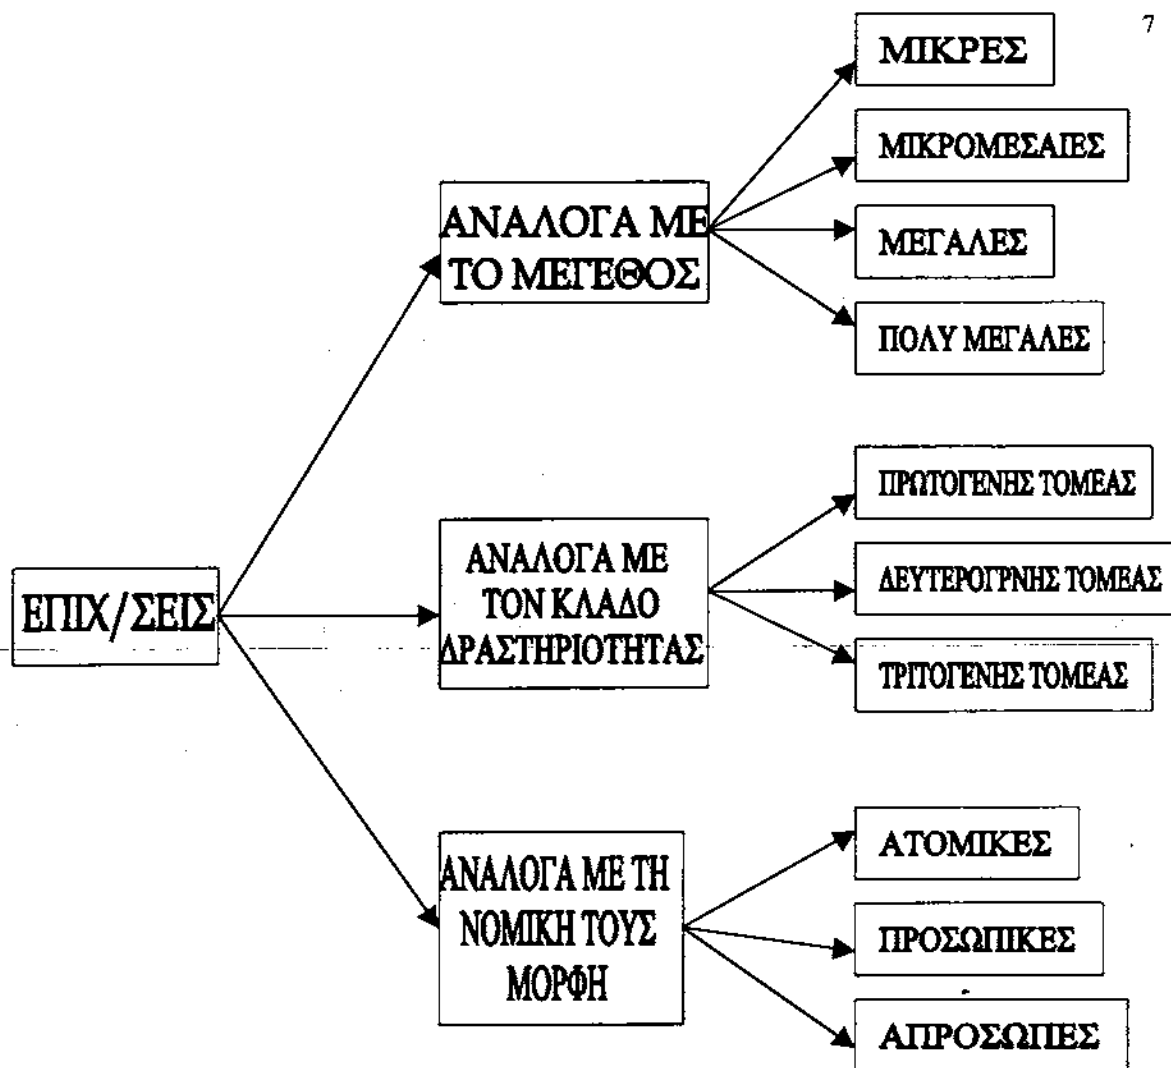 7
ΜΙΚΡΕΣ
ΜΙΚΡΟΜΕΣΑΙΕΣ
ΑΝΑΛΟΓΑ ΜΕ
ΤΟ ΜΕΓΕΘΟΣ
ΜΕΓΑΛΕΣ
ΠΟΛΥ ΜΕΓΑΛΕΣ
ΕΠΙΧ/ΣΕΙΣ
ΑΝΑΛΟΓΑ ΜΕ
ΤΟΝ ΚΛΑΔΟ
ΔΡΑΣΤΗΡΙΟΤΗΤΑΣ
ΠΡΩΤΟΓΕΝΗΣ ΤΟΜΕΑΣ
ΔΕΥΤΕΡΟΓΡΝΗΣ ΤΟΜΕΑΣ
ΤΡΙΤΟΓΕΝΗΣ ΤΟΜΕΑΣ
ΑΝΑΛΟΓΑ ΜΕ ΤΗ
ΝΟΜΙΚΗ ΤΟΥΣ
ΜΟΡΦΗ
ΑΤΟΜΙΚΕΣ
ΠΡΟΣΩΠΙΚΕΣ
ΑΠΡΟΣΩΠΕΣ